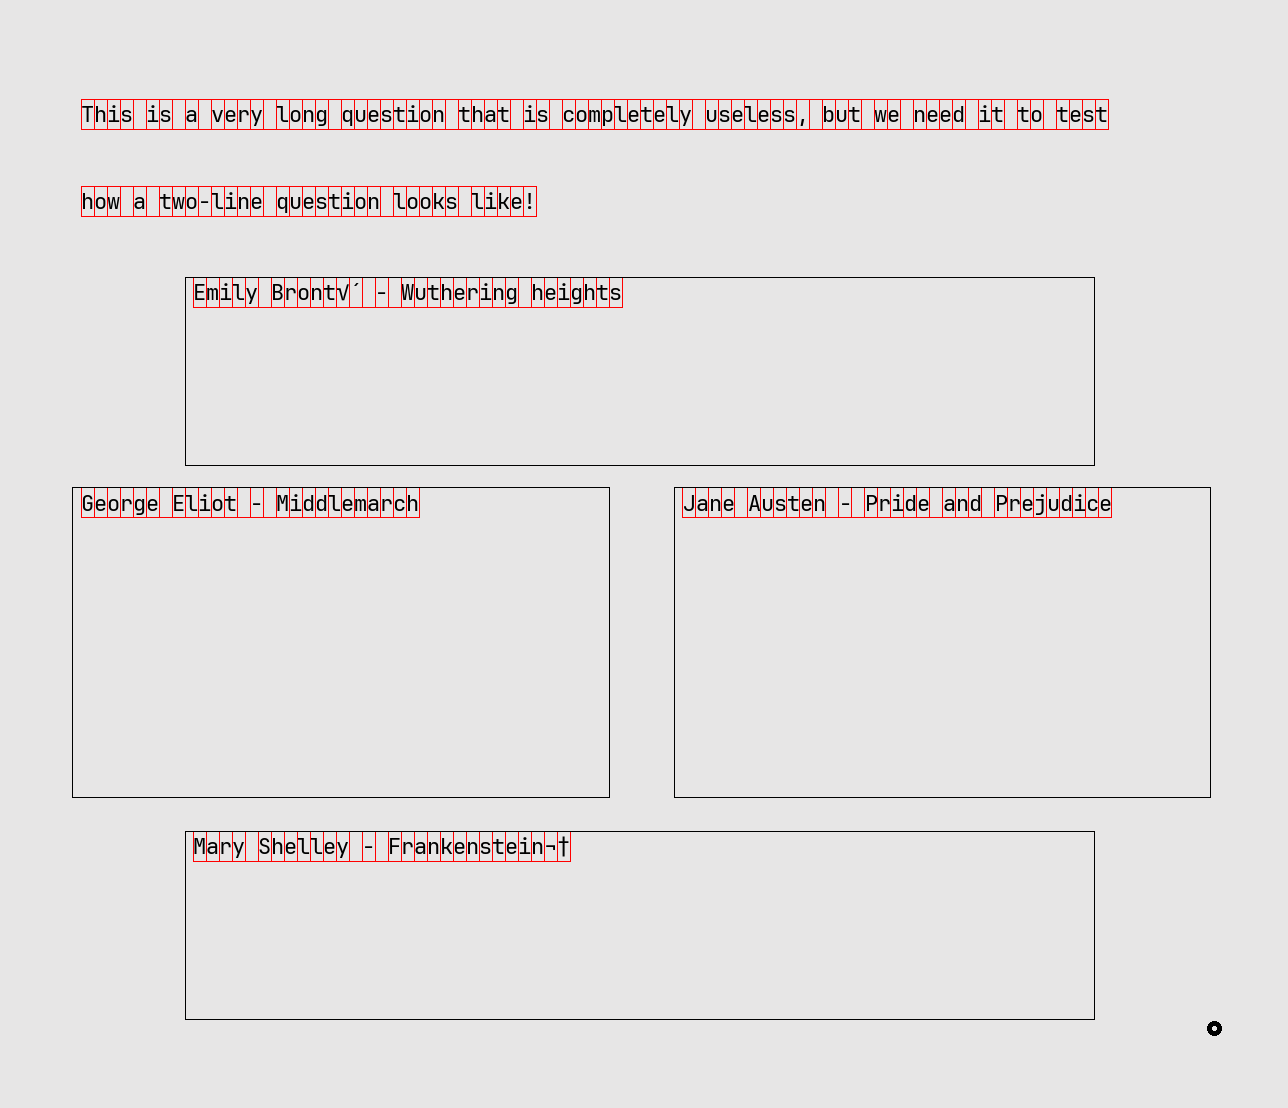 This is a very long question that is completely useless, but we need it to test
how a two-line question looks like!
Emily Bront√´ - Wuthering heights
George Eliot - Middlemarch
Jane Austen - Pride and Prejudice
Mary Shelley - Frankenstein¬†